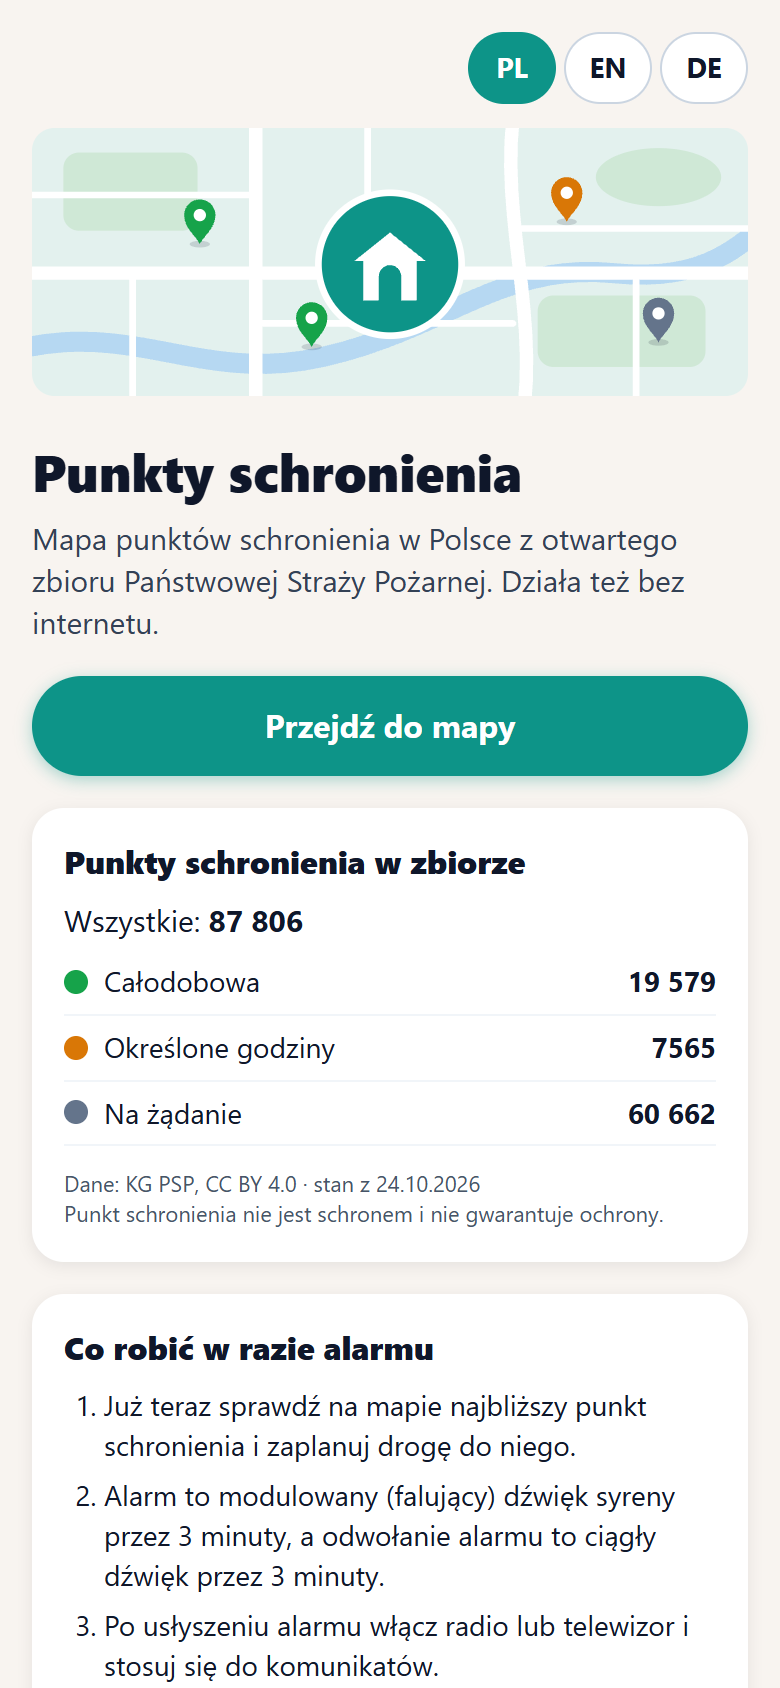 PL
EN
DE
Punkty schronienia
Mapa punktów schronienia w Polsce z otwartego
zbioru Państwowej Straży Pożarnej. Działa też bez
internetu.
Przejdź do mapy
Punkty schronienia w zbiorze
Wszystkie: 87 806
Całodobowa 19 579
Określone godziny 7565
Na żądanie 60 662
Dane: KG PSP, CC BY 4.0 · stan z 24.10.2026
Punkt schronienia nie jest schronem i nie gwarantuje ochrony.
Co robić w razie alarmu
1. Już teraz sprawdź na mapie najbliższy punkt
schronienia i zaplanuj drogę do niego.
2. Alarm to modulowany (falujący) dźwięk syreny
przez 3 minuty, a odwołanie alarmu to ciągły
dźwięk przez 3 minuty.
3. Po usłyszeniu alarmu włącz radio lub telewizor i
stosuj się do komunikatów.